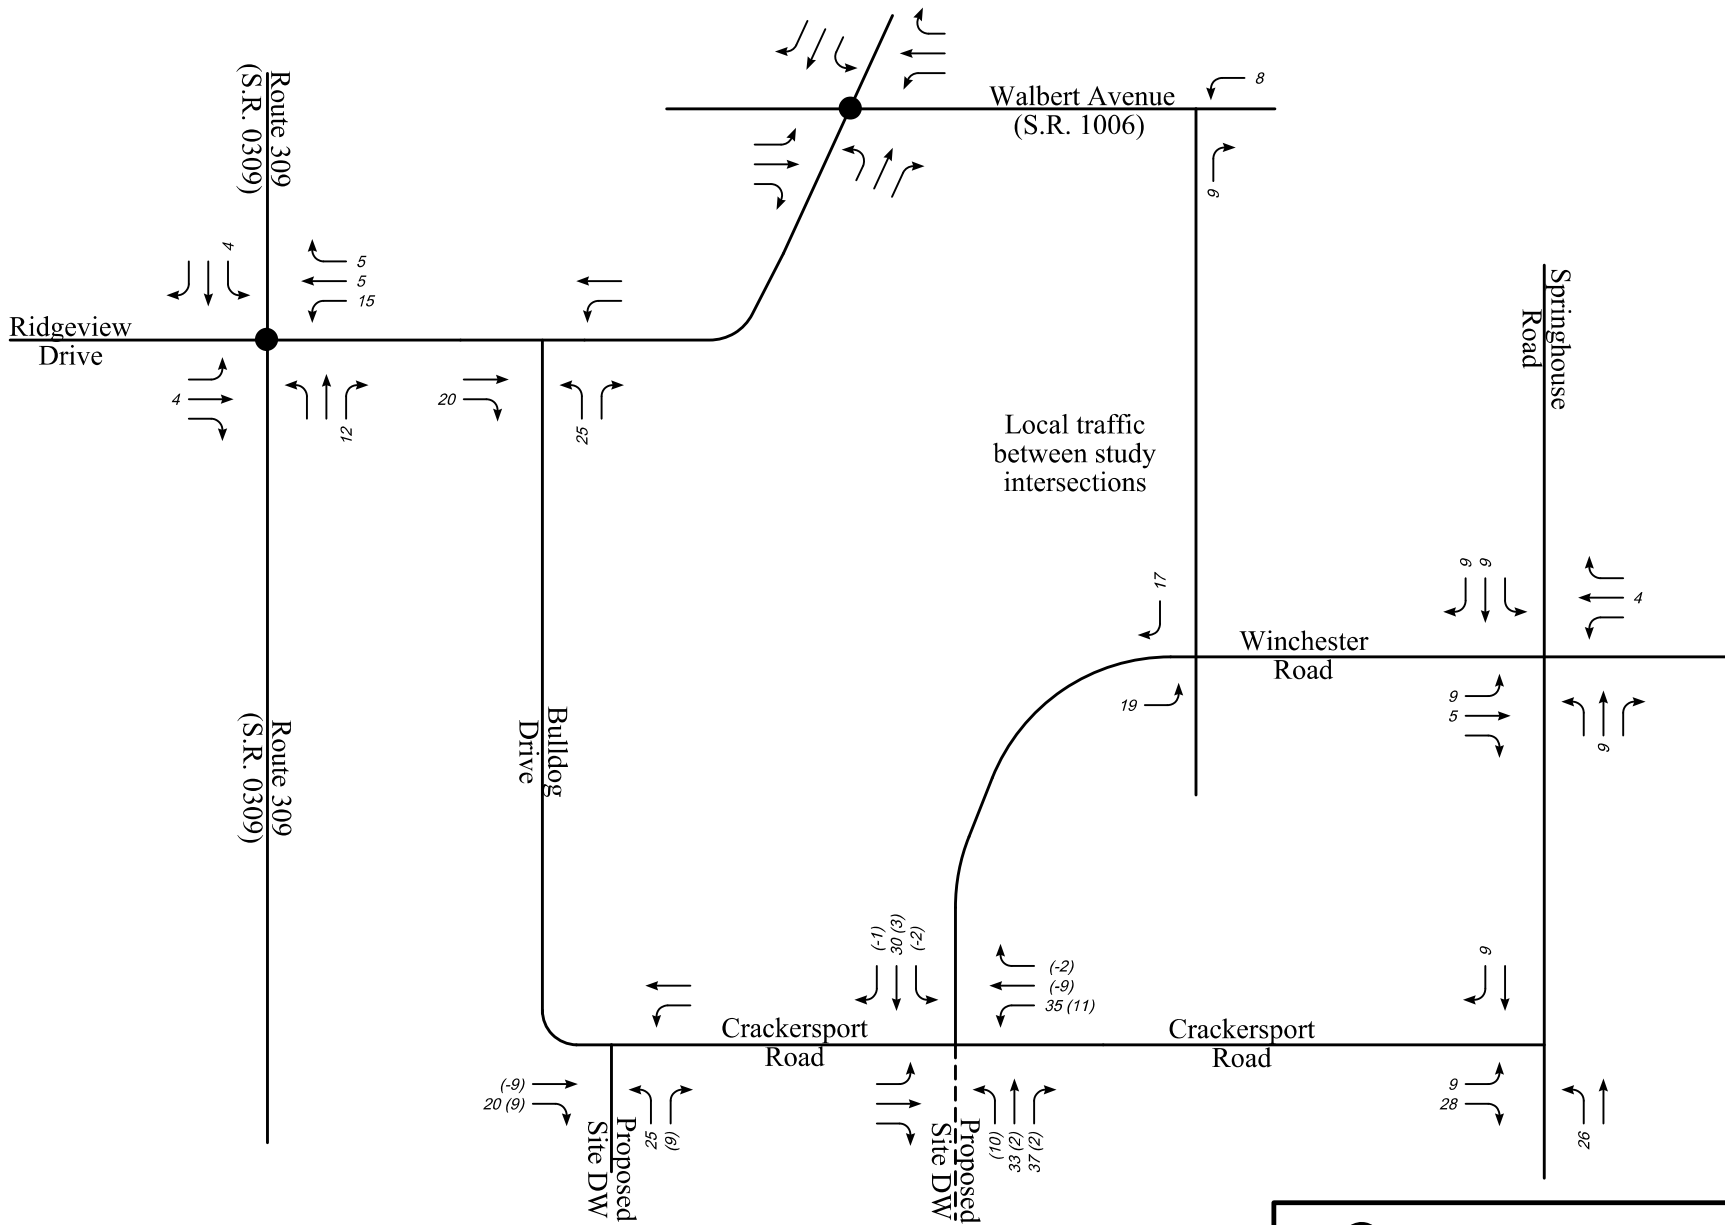 Route 309
(S.R. 0309)
Walbert Avenue
(S.R. 1006)
8
9
4
5
5
15
Ridgeview
Drive
4
12
20
25
Springhouse
Road
Local traffic
between study
intersections
17
9
9
4
Winchester
Road
19
9
5
9
Route 309
(S.R. 0309)
Bulldog
Drive
(-1)
30 (3)
(-2)
(-2)
(-9)
35 (11)
9
Crackersport
Road
Crackersport
Road
(-9)
20 (9)
25
(9)
Proposed
Site DW
(10)
33 (2)
37 (2)
Proposed
Site DW
9
28
26